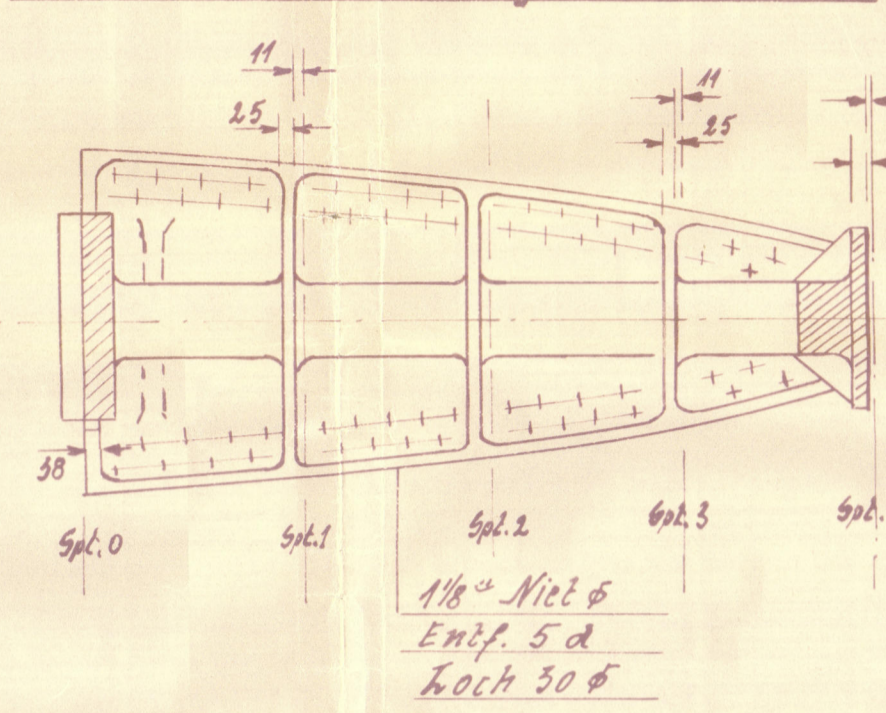 11
11
25
25
38
Spt. 0
Spt. 1
Spt. 2
Spt. 3
Spt.
1 1/8" Niet ϕ
Entf. 5 d
Loch 30 ϕ